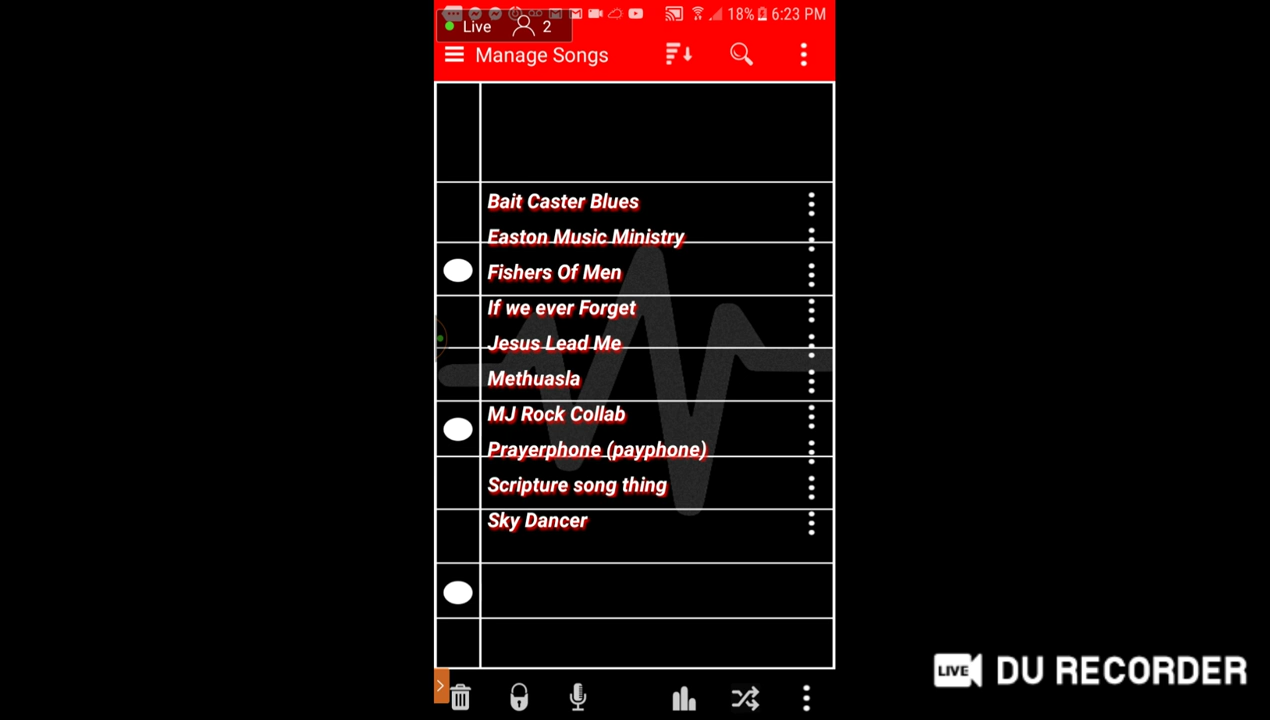 18% 6:23 PM
Live 2
Manage Songs
Bait Caster Blues
Easton Music Ministry
Fishers Of Men
If we ever Forget
Jesus Lead Me
Methuasla
MJ Rock Collab
Prayerphone (payphone)
Scripture song thing
Sky Dancer
LIVE DU RECORDER